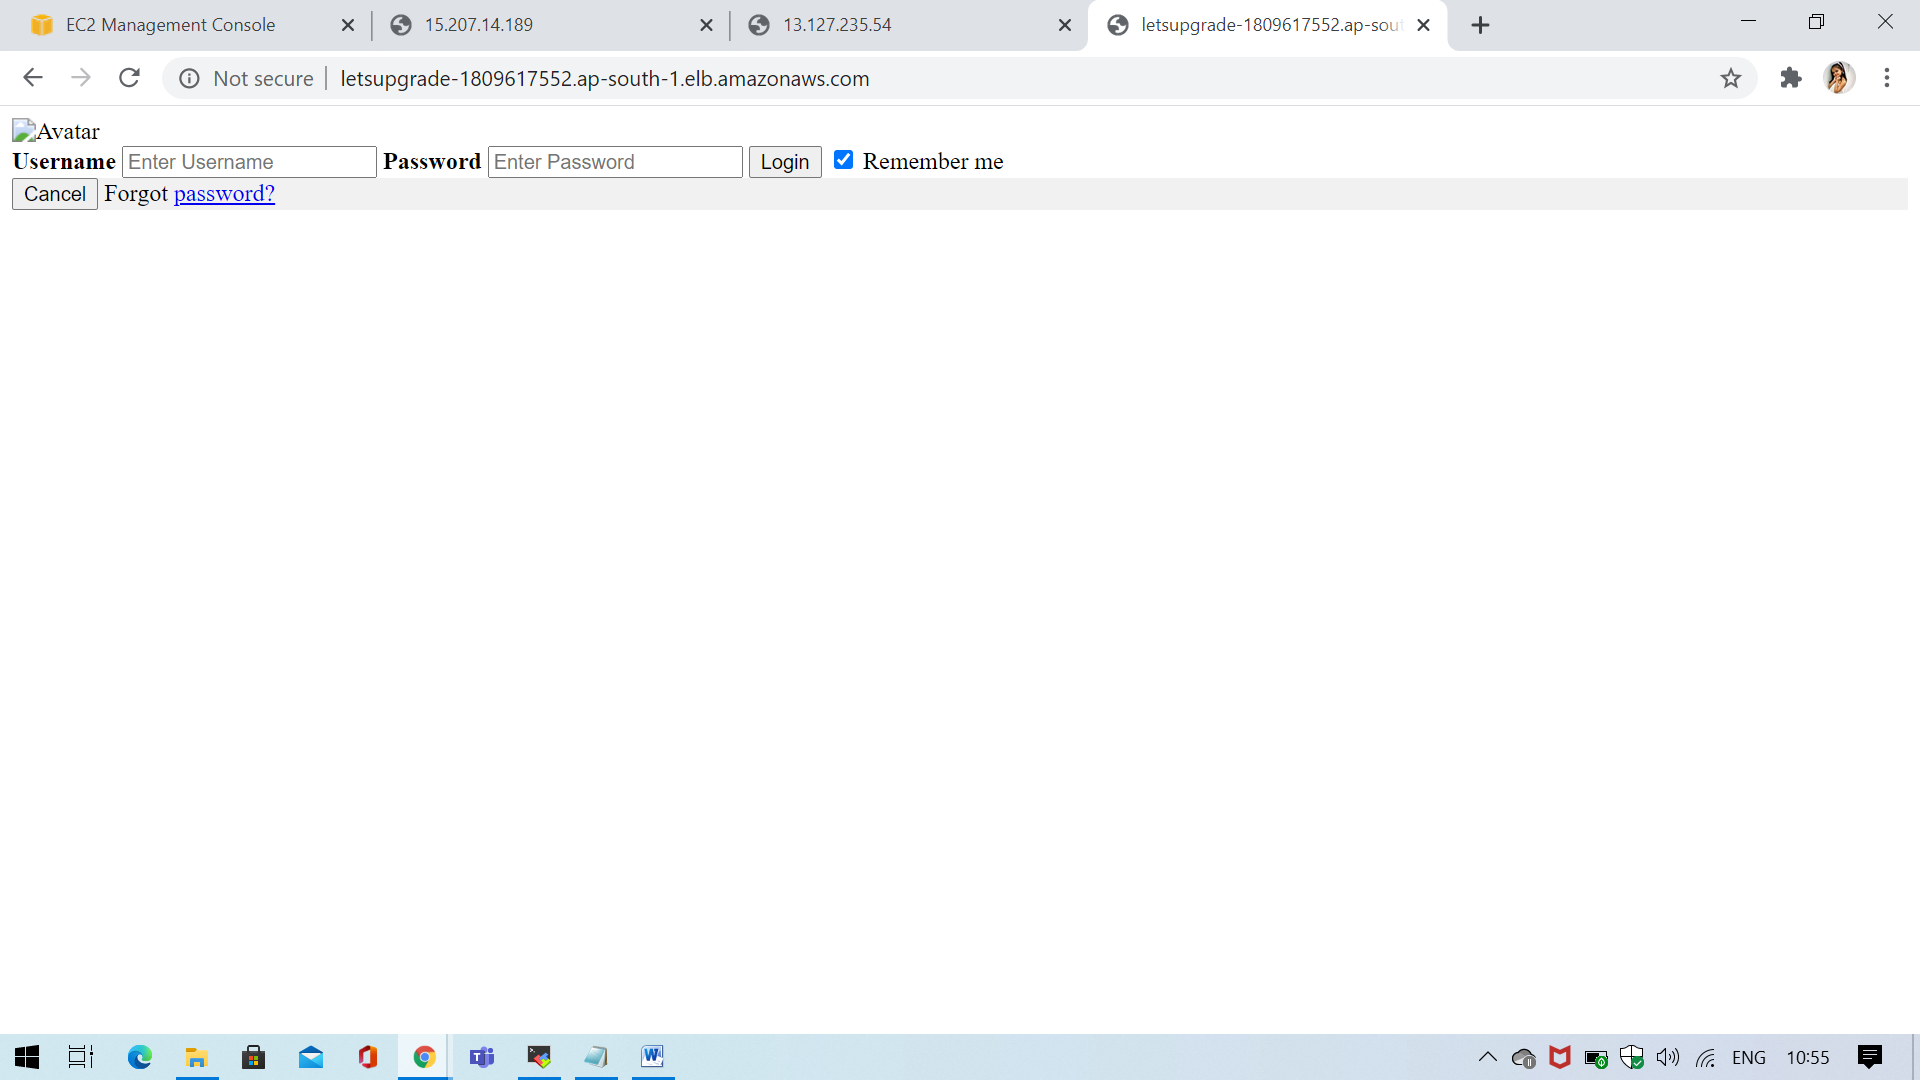 EC2 Management Console
15.207.14.189
13.127.235.54
letsupgrade-1809617552.ap-sout
Not secure
letsupgrade-1809617552.ap-south-1.elb.amazonaws.com
Avatar
Username Enter Username Password Enter Password Login Remember me
Cancel Forgot password?
ENG 10:55